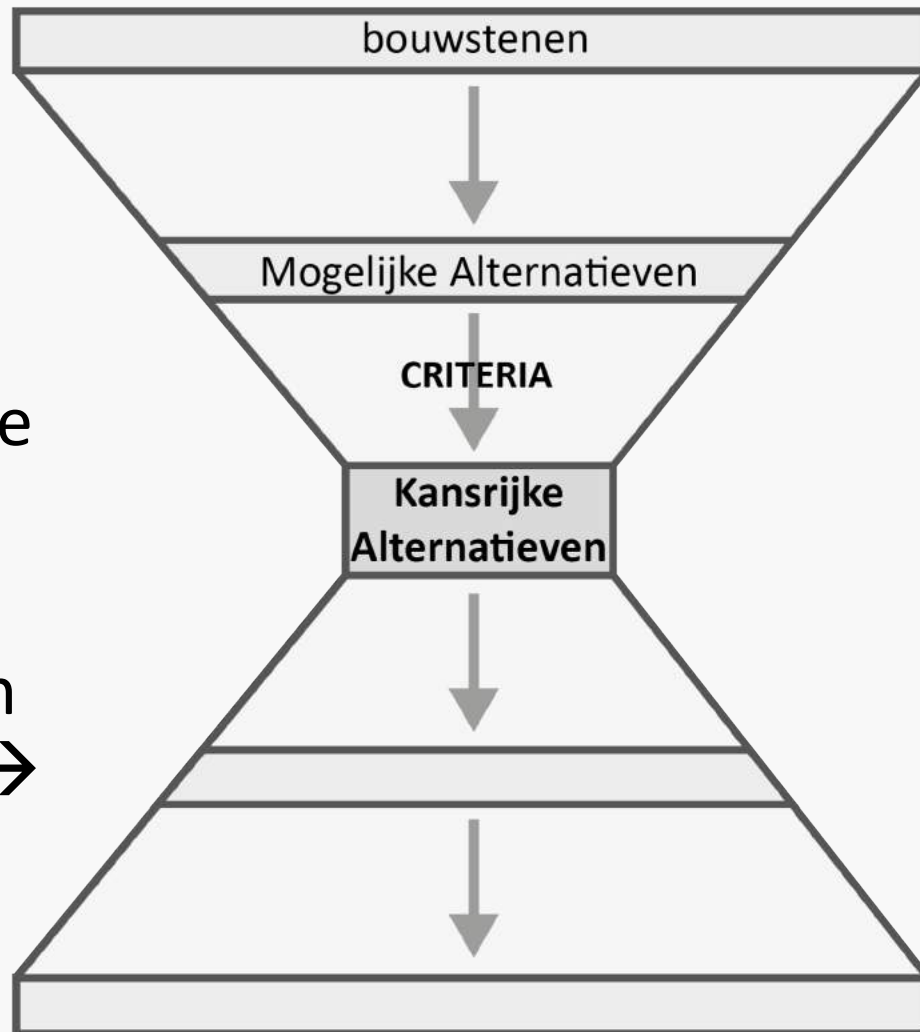 bouwstenen
Mogelijke Alternatieven
CRITERIA
e
Kansrijke
Alternatieven
n
→